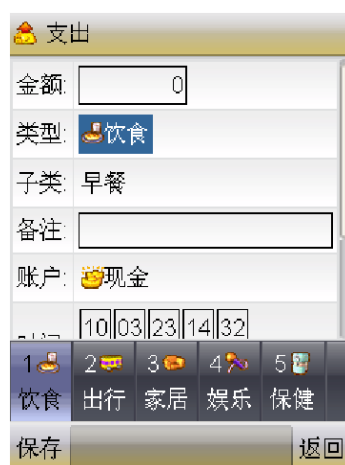 支出
金额: 0
类型: 饮食
子类: 早餐
备注:
账户: 现金
10 03 23 14 32
1 2 3 4 5
饮食 出行 家居 娱乐 保健
保存 返回